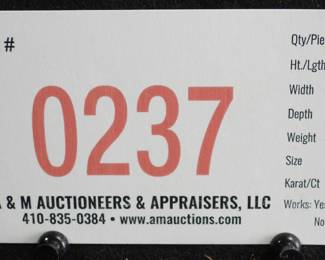 #
0237
& M AUCTIONEERS & APPRAISERS, LLC
410-835-0384 • www.amauctions.com
Qty/Pie
Ht./Lgth
Width
Depth
Weight
Size
Karat/Ct
Works: Yes
No